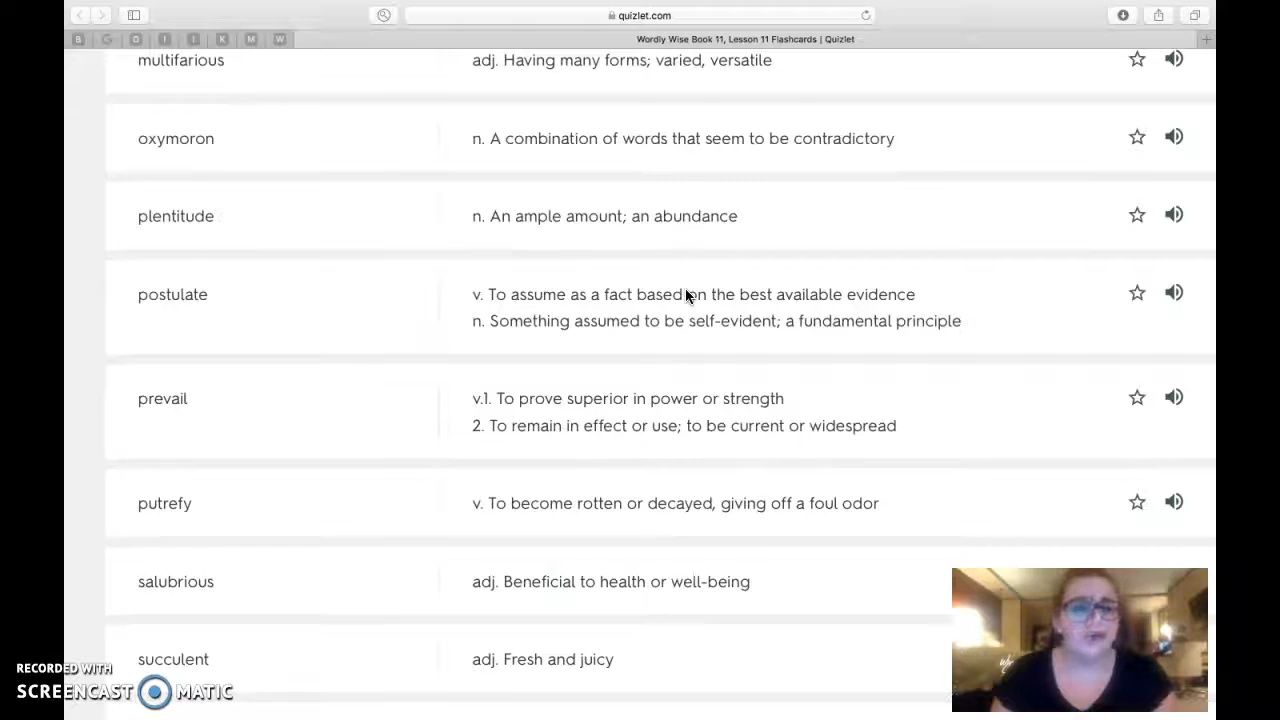 quizlet.com
B G O I I K M W
Wordly Wise Book 11, Lesson 11 Flashcards | Quizlet
multifarious
adj. Having many forms; varied, versatile
oxymoron
n. A combination of words that seem to be contradictory
plentitude
n. An ample amount; an abundance
postulate
v. To assume as a fact based on the best available evidence
n. Something assumed to be self-evident; a fundamental principle
prevail
v.1. To prove superior in power or strength
2. To remain in effect or use; to be current or widespread
putrefy
v. To become rotten or decayed, giving off a foul odor
salubrious
adj. Beneficial to health or well-being
succulent
adj. Fresh and juicy
RECORDED WITH
SCREENCAST MATIC